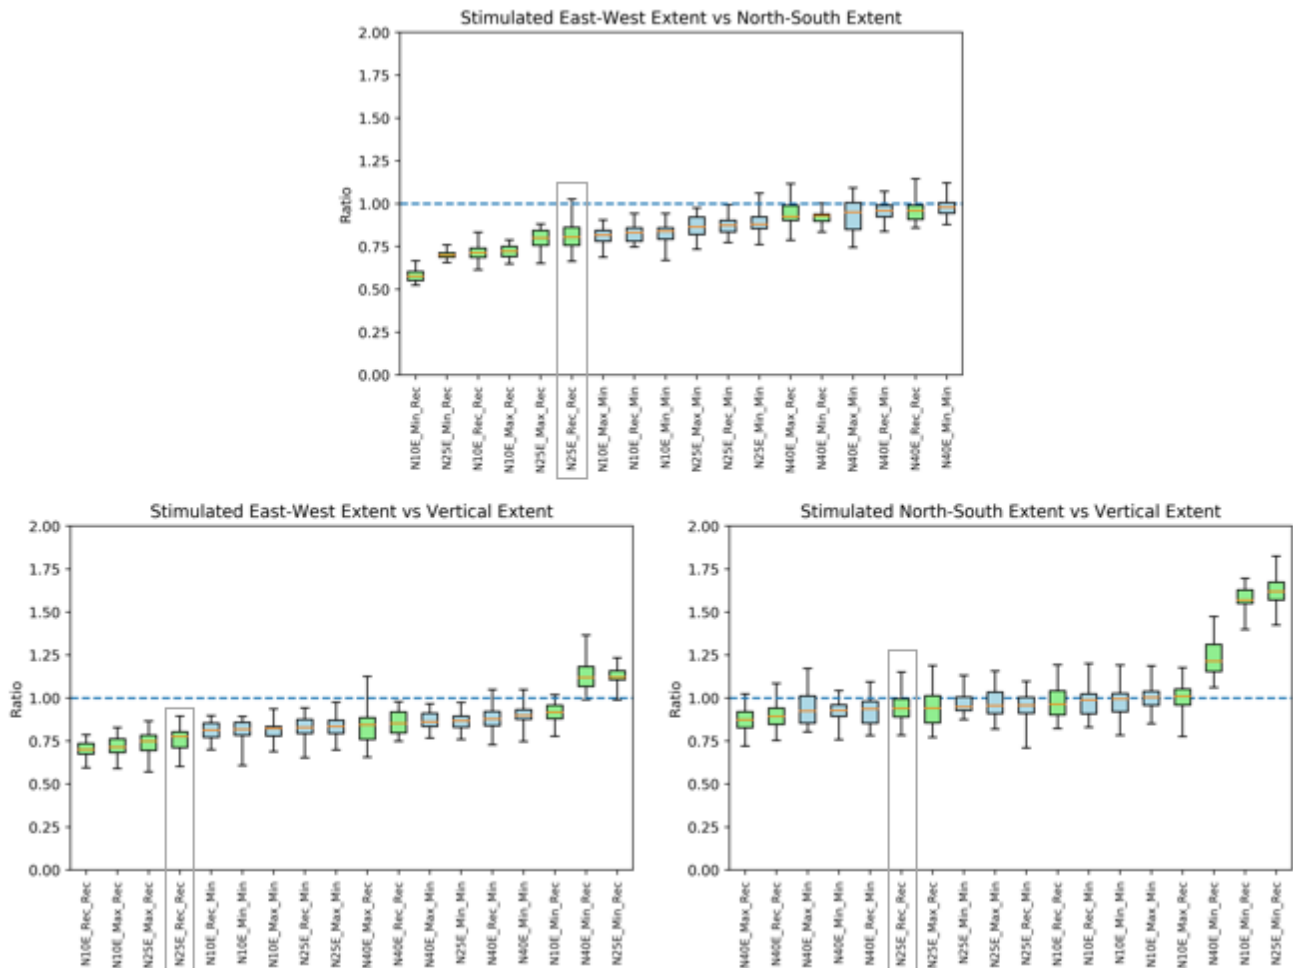 Stimulated East-West Extent vs North-South Extent
2.00
1.75
1.50
1.25
1.00
0.75
0.50
0.25
0.00
Ratio
N10E_Min_Rec
N25E_Min_Rec
N10E_Rec_Rec
N10E_Max_Rec
N25E_Max_Rec
N25E_Rec_Rec
N10E_Max_Min
N10E_Rec_Min
N10E_Min_Min
N25E_Max_Min
N25E_Rec_Min
N25E_Min_Min
N40E_Max_Rec
N40E_Min_Rec
N40E_Max_Min
N40E_Rec_Min
N40E_Rec_Rec
N40E_Min_Min
Stimulated East-West Extent vs Vertical Extent
2.00
1.75
1.50
1.25
1.00
0.75
0.50
0.25
0.00
Ratio
N10E_Rec_Rec
N10E_Max_Rec
N25E_Max_Rec
N25E_Rec_Rec
N10E_Rec_Min
N10E_Min_Min
N10E_Max_Min
N25E_Rec_Min
N25E_Max_Min
N40E_Max_Rec
N40E_Rec_Rec
N40E_Max_Min
N25E_Min_Min
N40E_Rec_Min
N40E_Min_Min
N10E_Min_Rec
N40E_Min_Rec
N25E_Min_Rec
Stimulated North-South Extent vs Vertical Extent
2.00
1.75
1.50
1.25
1.00
0.75
0.50
0.25
0.00
Ratio
N40E_Max_Rec
N40E_Rec_Rec
N40E_Max_Min
N40E_Min_Min
N40E_Rec_Min
N25E_Rec_Rec
N25E_Max_Rec
N25E_Min_Min
N25E_Max_Min
N25E_Rec_Min
N10E_Rec_Rec
N10E_Rec_Min
N10E_Min_Min
N10E_Max_Min
N10E_Max_Rec
N40E_Min_Rec
N10E_Min_Rec
N25E_Min_Rec